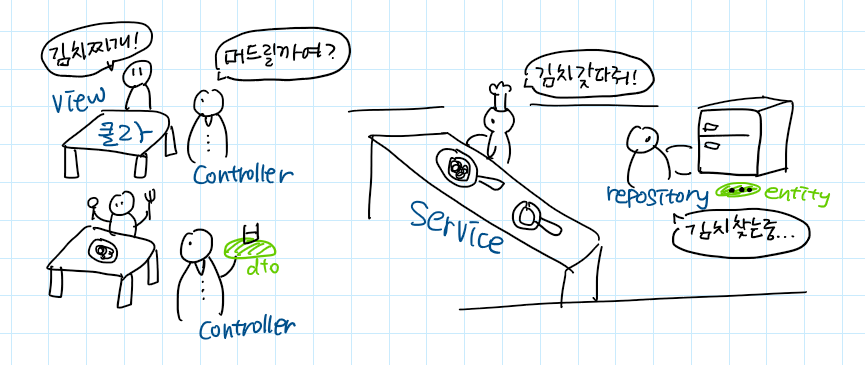 김치찌개!
머드릴까여?
view
클라
Controller
김치갖다줘!
Service
repository
entity
김치찾는중...
dto
Controller